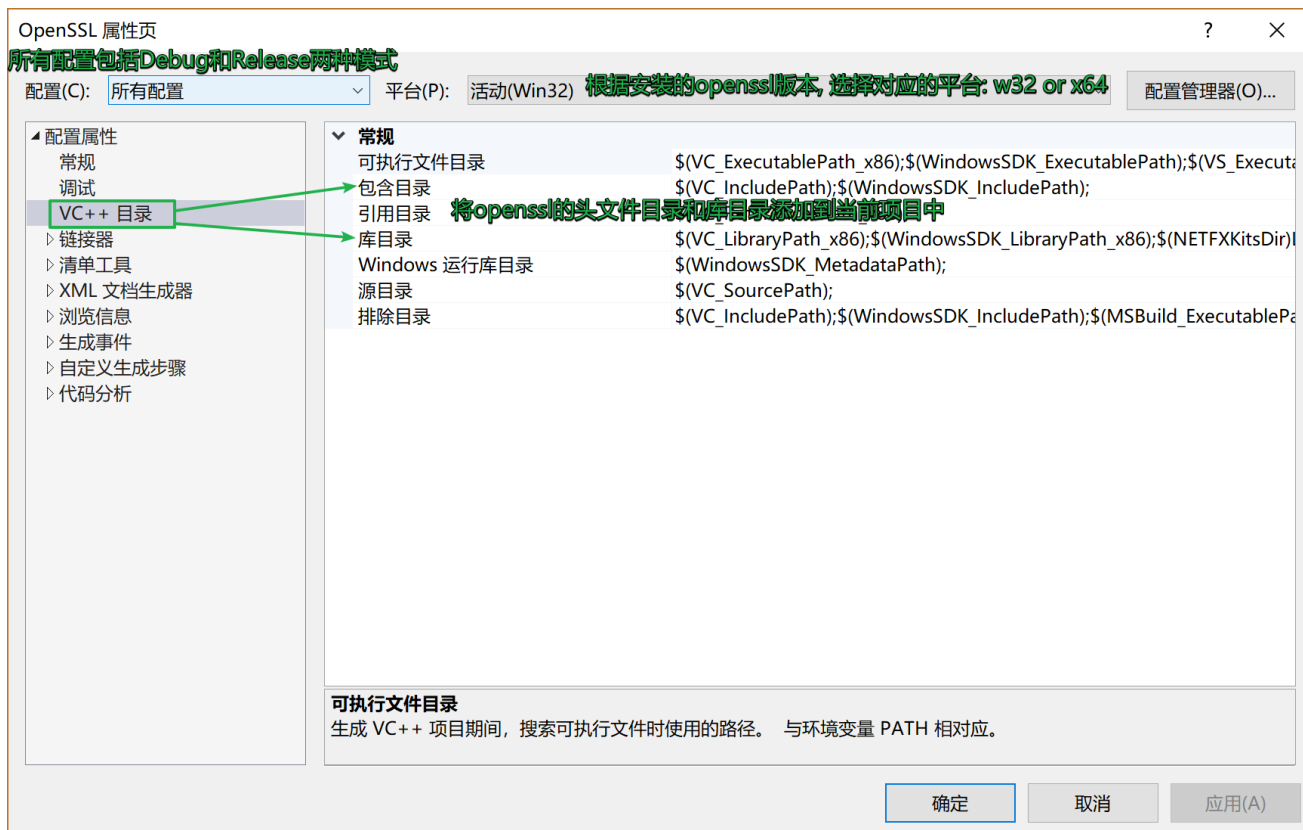 OpenSSL 属性页
? ×
所有配置包括Debug和Release两种模式
配置(C): 所有配置 平台(P): 活动(Win32) 根据安装的openssl版本, 选择对应的平台: w32 or x64 配置管理器(O)...
配置属性
常规
调试
VC++ 目录
链接器
清单工具
XML 文档生成器
浏览信息
生成事件
自定义生成步骤
代码分析
常规
可执行文件目录 $(VC_ExecutablePath_x86);$(WindowsSDK_ExecutablePath);$(VS_Executa
包含目录 $(VC_IncludePath);$(WindowsSDK_IncludePath);
引用目录 将openssl的头文件目录和库目录添加到当前项目中
库目录 $(VC_LibraryPath_x86);$(WindowsSDK_LibraryPath_x86);$(NETFXKitsDir)
Windows 运行库目录 $(WindowsSDK_MetadataPath);
源目录 $(VC_SourcePath);
排除目录 $(VC_IncludePath);$(WindowsSDK_IncludePath);$(MSBuild_ExecutablePa
可执行文件目录
生成 VC++ 项目期间，搜索可执行文件时使用的路径。 与环境变量 PATH 相对应。
确定 取消 应用(A)